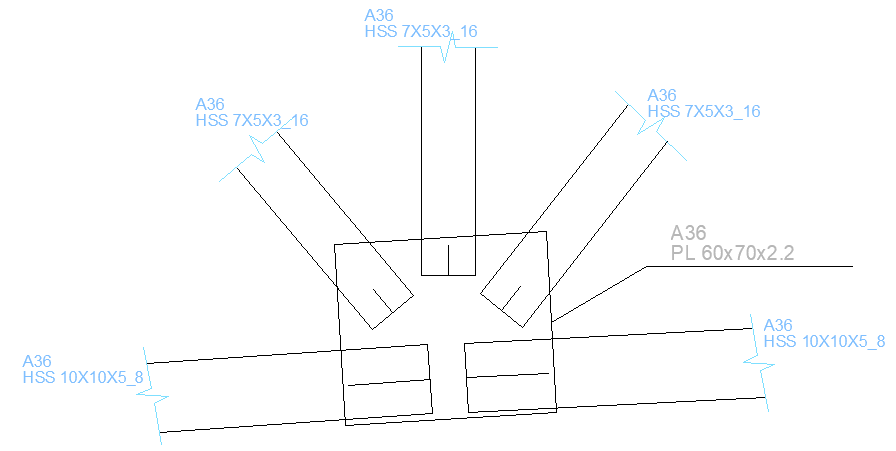 A36
HSS 7X5X3_16
A36
HSS 7X5X3_16
A36
HSS 7X5X3_16
A36
PL 60x70x2.2
A36
HSS 10X10X5_8
A36
HSS 10X10X5_8